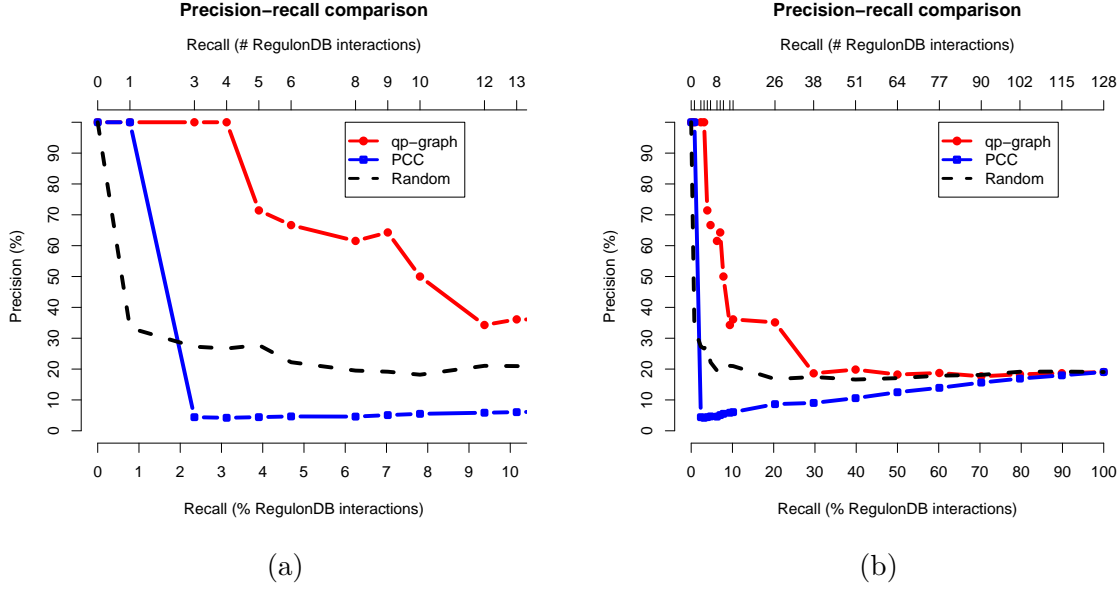 Precision−recall comparison
Recall (# RegulonDB interactions)
0 1 3 4 5 6 8 9 10 12 13
Precision (%)
0 10 20 30 40 50 60 70 80 90
qp−graph
PCC
Random
0 1 2 3 4 5 6 7 8 9 10
Recall (% RegulonDB interactions)
(a)
Precision−recall comparison
Recall (# RegulonDB interactions)
0 8 26 38 51 64 77 90 102 115 128
Precision (%)
0 10 20 30 40 50 60 70 80 90
qp−graph
PCC
Random
0 10 20 30 40 50 60 70 80 90 100
Recall (% RegulonDB interactions)
(b)